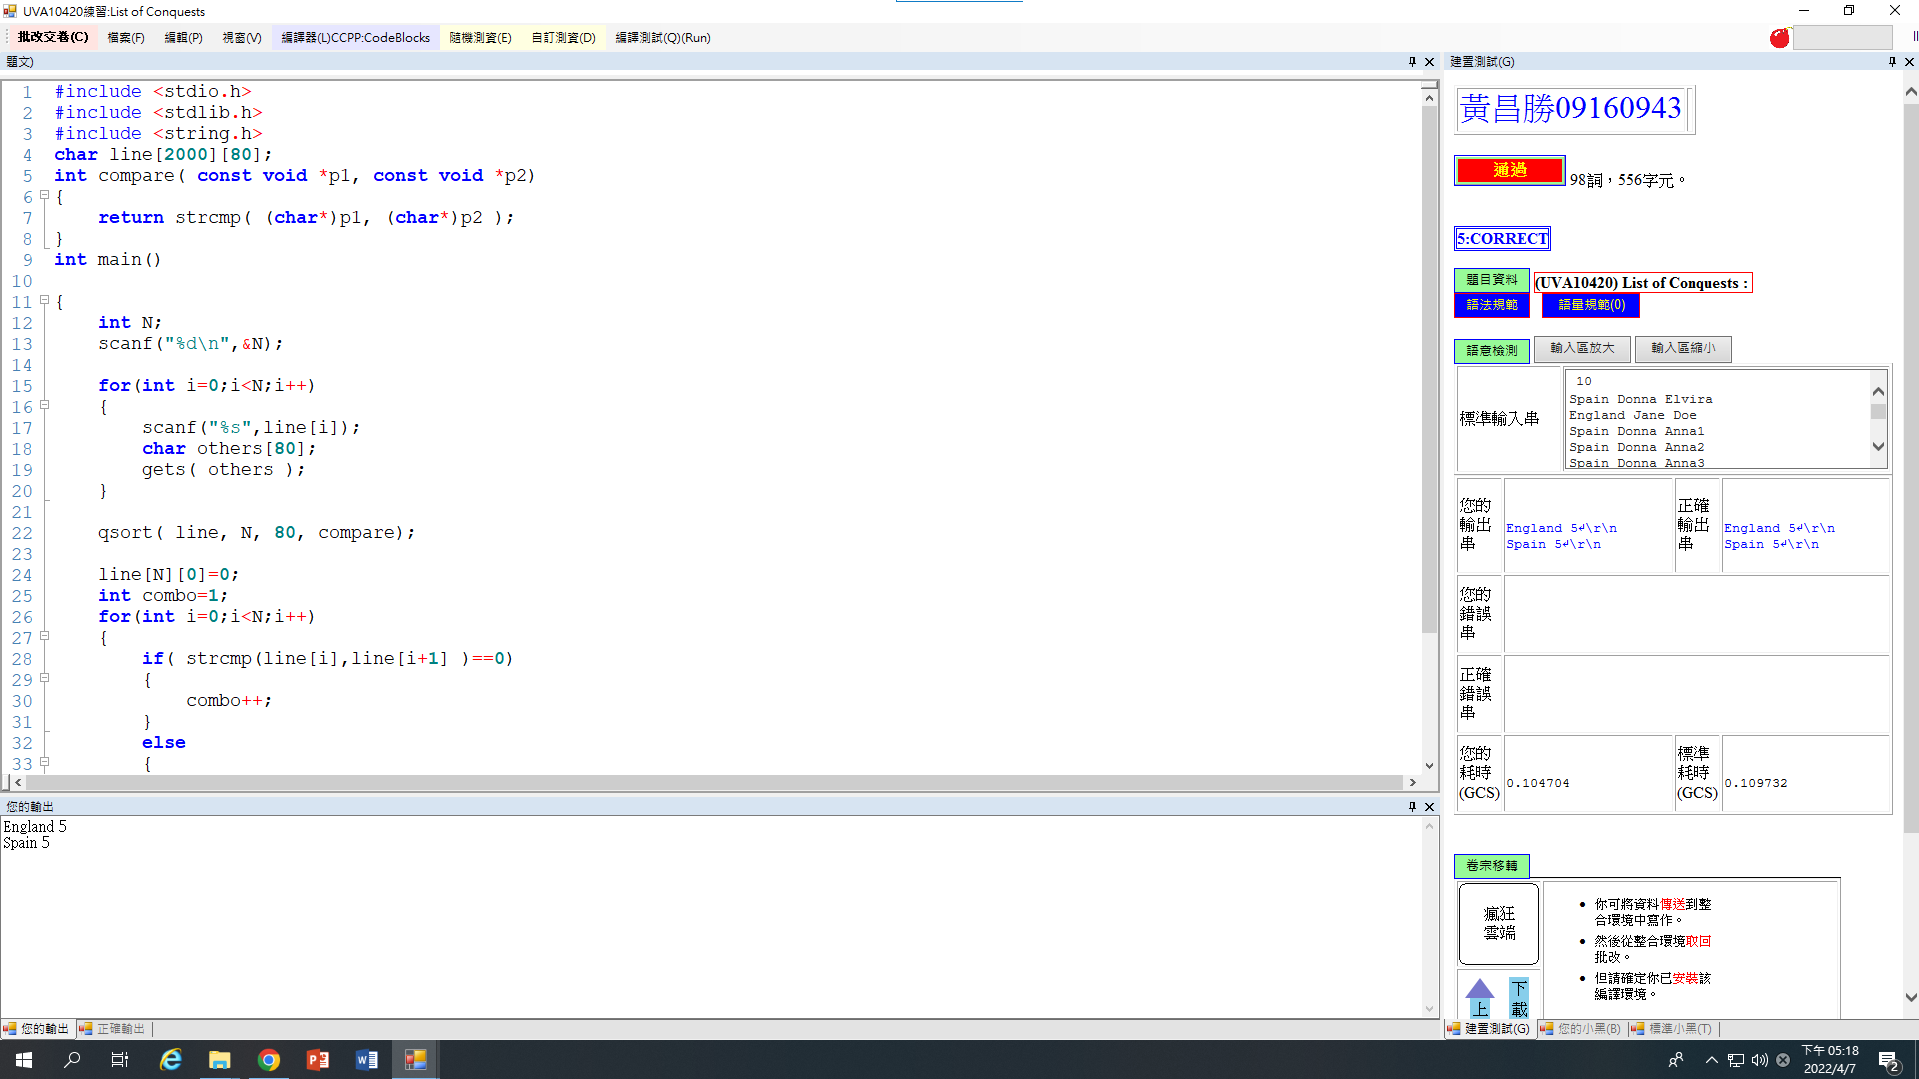 UVA10420練習:List of Conquests
批改交卷(C) 檔案(F) 編輯(P) 視窗(V) 編譯器(L)CCPP:CodeBlocks 隨機測資(E) 自訂測資(D) 編譯測試(Q)(Run)
題文)
1 #include <stdio.h>
2 #include <stdlib.h>
3 #include <string.h>
4 char line[2000][80];
5 int compare( const void *p1, const void *p2)
6 {
7 return strcmp( (char*)p1, (char*)p2 );
8 }
9 int main()
10
11 {
12 int N;
13 scanf("%d\n",&N);
14
15 for(int i=0;i<N;i++)
16 {
17 scanf("%s",line[i]);
18 char others[80];
19 gets( others );
20 }
21
22 qsort( line, N, 80, compare);
23
24 line[N][0]=0;
25 int combo=1;
26 for(int i=0;i<N;i++)
27 {
28 if( strcmp(line[i],line[i+1] )==0)
29 {
30 combo++;
31 }
32 else
33 {
您的輸出
England 5
Spain 5
您的輸出 正確輸出
建置測試(G)
黃昌勝09160943
通過 98詞，556字元。
5:CORRECT
題目資料 (UVA10420) List of Conquests :
語法規範 語量規範(0)
語意檢測 輸入區放大 輸入區縮小
標準輸入串
10
Spain Donna Elvira
England Jane Doe
Spain Donna Anna1
Spain Donna Anna2
Spain Donna Anna3
您的輸出串
England 5↵\r\n
Spain 5↵\r\n
正確輸出串
England 5↵\r\n
Spain 5↵\r\n
您的錯誤串
正確錯誤串
您的耗時(GCS) 0.104704
標準耗時(GCS) 0.109732
卷宗移轉
瘋狂
雲端
上 下載
你可將資料傳送到整
合環境中寫作。
然後從整合環境取回
批改。
但請確定你已安裝該
編譯環境。
建置測試(G) 您的小黑(B) 標準小黑(T)
下午 05:18
2022/4/7
2